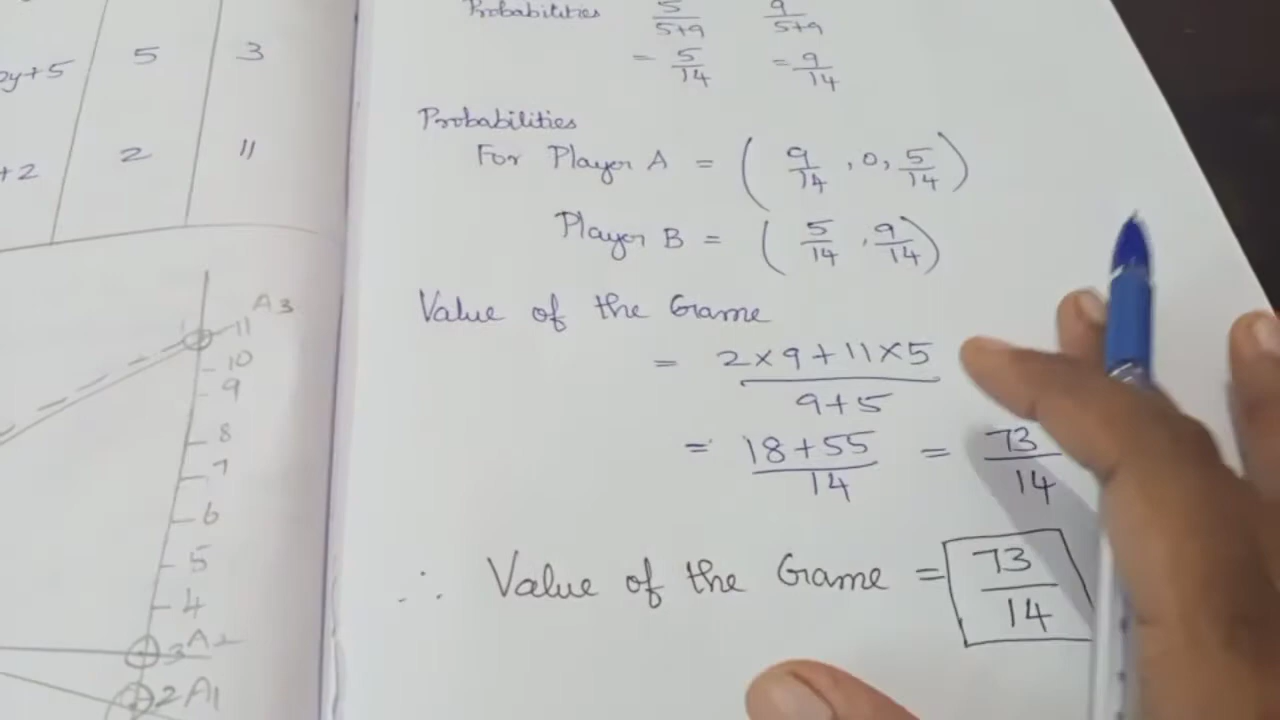 5 3
y+5
+2 2 11
A3
11
10
9
8
7
6
5
4
3
2 A1
Probabilities 5/5+9 9/5+9
= 5/14 = 9/14
Probabilities
For Player A = ( 9/14 , 0, 5/14 )
Player B = ( 5/14 , 9/14 )
Value of the Game
= 2×9+11×5 / 9+5
= 18+55 / 14 = 73/14
∴ Value of the Game = 73/14